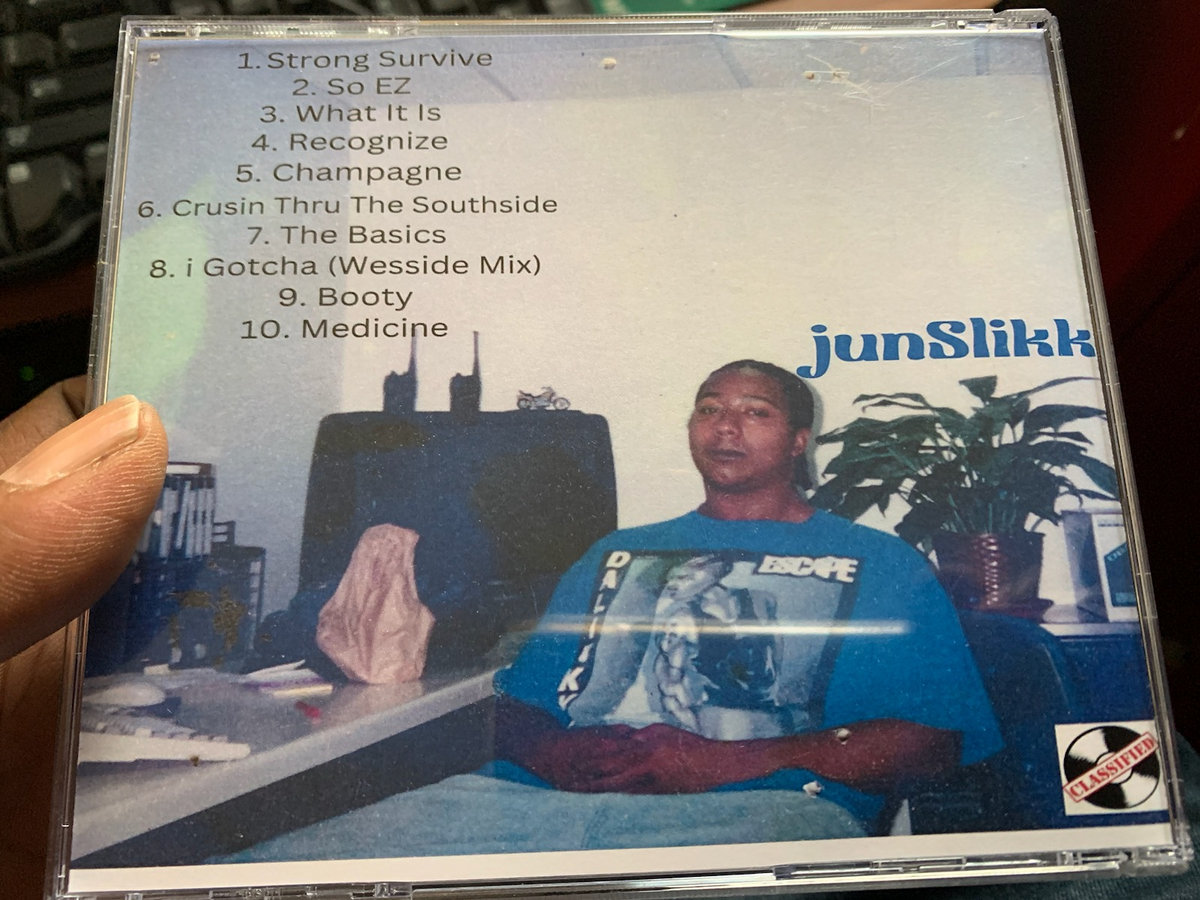 1. Strong Survive
2. So EZ
3. What It Is
4. Recognize
5. Champagne
6. Crusin Thru The Southside
7. The Basics
8. i Gotcha (Wesside Mix)
9. Booty
10. Medicine
junSlikk
ESCAPE
CLASSIFIED